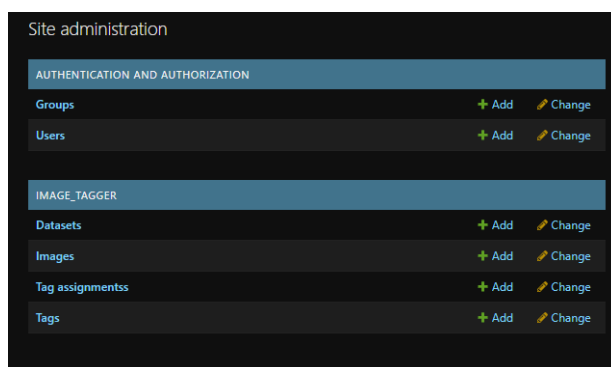 Site administration
AUTHENTICATION AND AUTHORIZATION
Groups Add Change
Users Add Change
IMAGE_TAGGER
Datasets Add Change
Images Add Change
Tag assignmentss Add Change
Tags Add Change